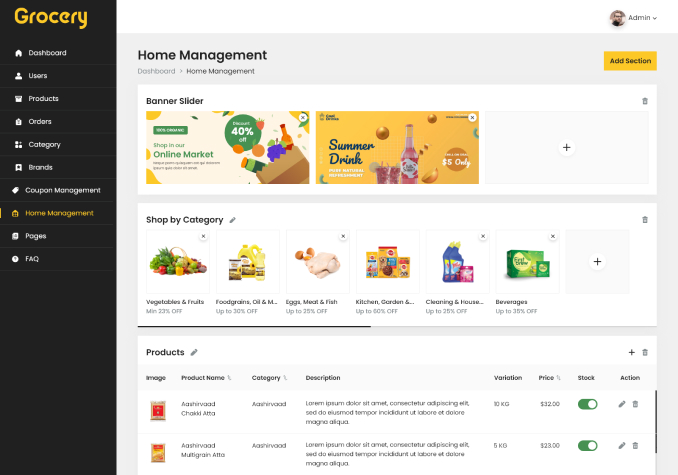 Grocery
Admin
Dashboard
Users
Products
Orders
Category
Brands
Coupon Management
Home Management
Pages
FAQ
Home Management
Dashboard > Home Management
Add Section
Banner Slider
100% ORGANIC
Shop in our
Online Market
Discount
40%
off
Cool
Drinks
Summer
Drink
PURE NATURAL
REFRESHMENT
$5 Only
Shop by Category
Vegetables & Fruits
Min 23% OFF
Foodgrains, Oil & M...
Up to 30% OFF
Eggs, Meat & Fish
Up to 25% OFF
Kitchen, Garden &...
Up to 60% OFF
Cleaning & House...
Up to 25% OFF
Beverages
Up to 35% OFF
Products
Image Product Name Category Description Variation Price Stock Action
Aashirvaad
Chakki Atta
Aashirvaad
Lorem ipsum dolor sit amet, consectetur adipiscing elit,
sed do eiusmod tempor incididunt ut labore et dolore
magna aliqua.
10 KG
$32.00
Aashirvaad
Multigrain Atta
Aashirvaad
Lorem ipsum dolor sit amet, consectetur adipiscing elit,
sed do eiusmod tempor incididunt ut labore et dolore
magna aliqua.
5 KG
$23.00